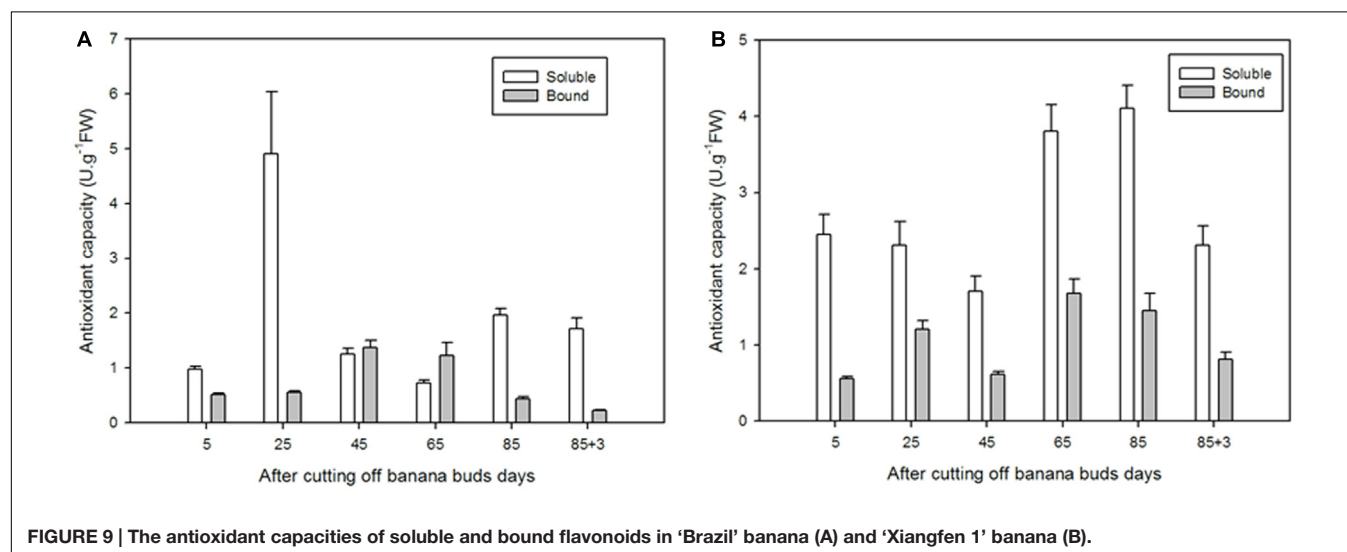 A
7
6
5
4
3
2
1
0
Antioxidant capacity (U.g⁻¹FW)
Soluble
Bound
5 25 45 65 85 85+3
After cutting off banana buds days
B
5
4
3
2
1
0
Antioxidant capacity (U.g⁻¹FW)
Soluble
Bound
5 25 45 65 85 85+3
After cutting off banana buds days
FIGURE 9 | The antioxidant capacities of soluble and bound flavonoids in ‘Brazil’ banana (A) and ‘Xiangfen 1’ banana (B).